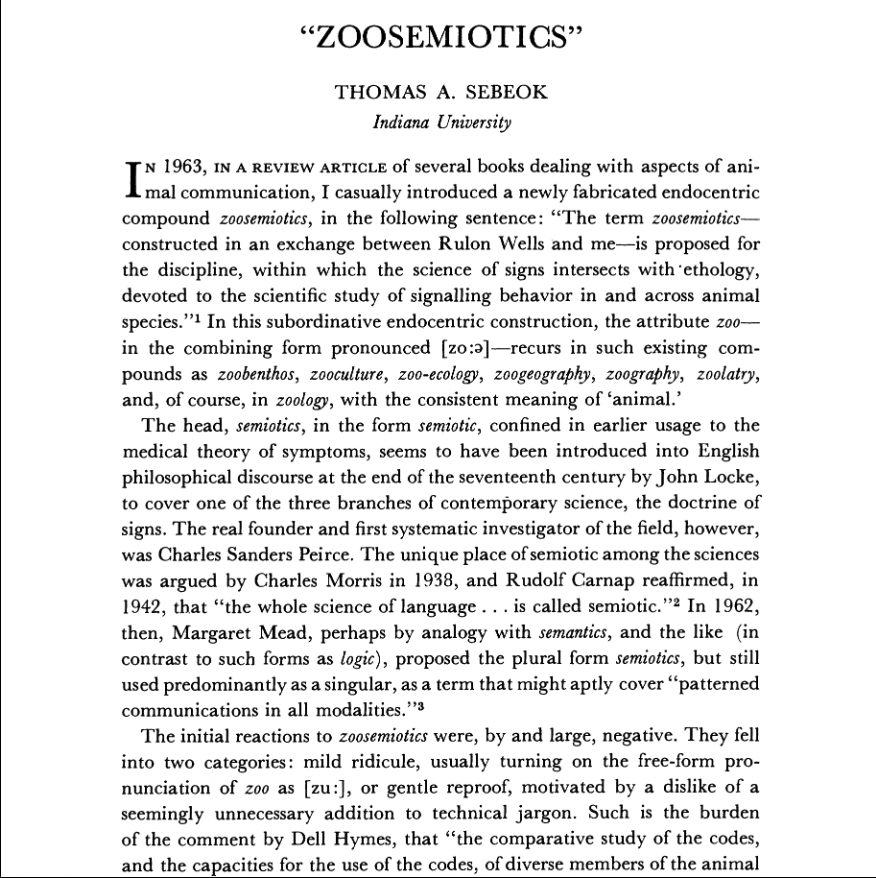 “ZOOSEMIOTICS”
THOMAS A. SEBEOK
Indiana University
IN 1963, IN A REVIEW ARTICLE of several books dealing with aspects of ani-
mal communication, I casually introduced a newly fabricated endocentric
compound zoosemiotics, in the following sentence: “The term zoosemiotics—
constructed in an exchange between Rulon Wells and me—is proposed for
the discipline, within which the science of signs intersects with ethology,
devoted to the scientific study of signalling behavior in and across animal
species.”¹ In this subordinative endocentric construction, the attribute zoo—
in the combining form pronounced [zo:ə]—recurs in such existing com-
pounds as zoobenthos, zooculture, zoo-ecology, zoogeography, zoography, zoolatry,
and, of course, in zoology, with the consistent meaning of ‘animal.’
The head, semiotics, in the form semiotic, confined in earlier usage to the
medical theory of symptoms, seems to have been introduced into English
philosophical discourse at the end of the seventeenth century by John Locke,
to cover one of the three branches of contemporary science, the doctrine of
signs. The real founder and first systematic investigator of the field, however,
was Charles Sanders Peirce. The unique place of semiotic among the sciences
was argued by Charles Morris in 1938, and Rudolf Carnap reaffirmed, in
1942, that “the whole science of language . . . is called semiotic.”² In 1962,
then, Margaret Mead, perhaps by analogy with semantics, and the like (in
contrast to such forms as logic), proposed the plural form semiotics, but still
used predominantly as a singular, as a term that might aptly cover “patterned
communications in all modalities.”³
The initial reactions to zoosemiotics were, by and large, negative. They fell
into two categories: mild ridicule, usually turning on the free-form pro-
nunciation of zoo as [zu:], or gentle reproof, motivated by a dislike of a
seemingly unnecessary addition to technical jargon. Such is the burden
of the comment by Dell Hymes, that “the comparative study of the codes,
and the capacities for the use of the codes, of diverse members of the animal